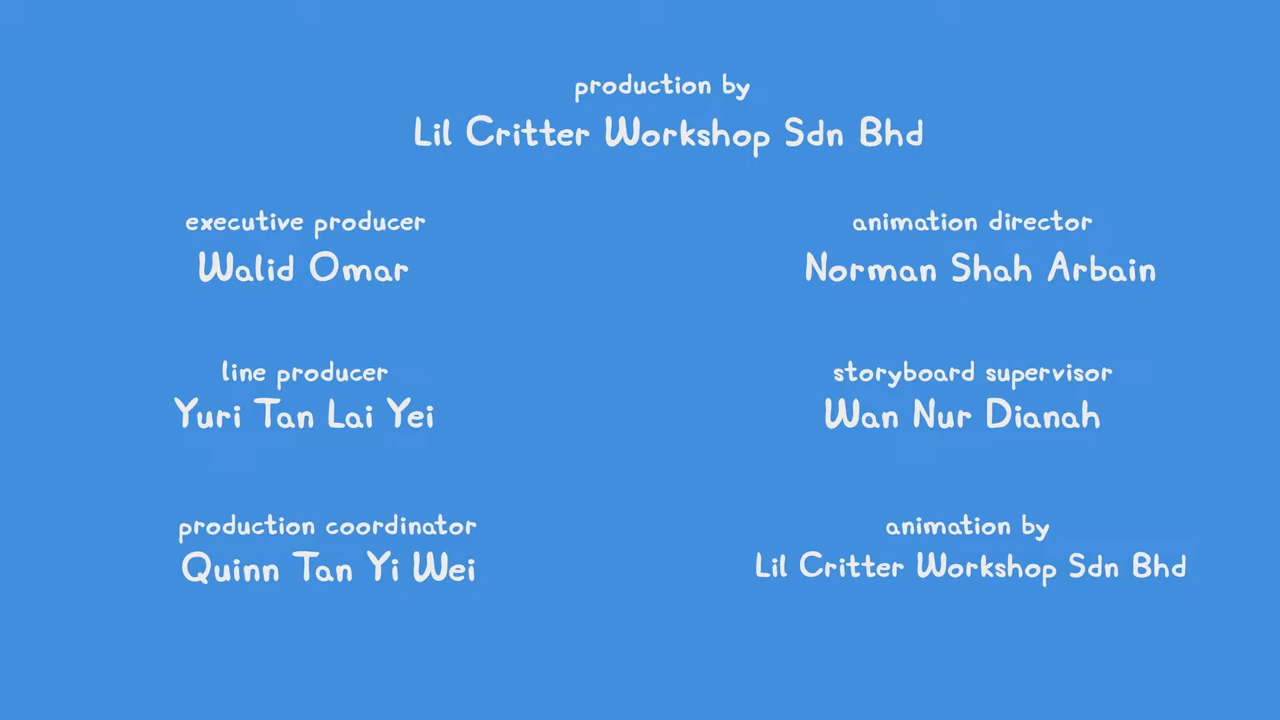 production by
Lil Critter Workshop Sdn Bhd
executive producer
Walid Omar
animation director
Norman Shah Arbain
line producer
Yuri Tan Lai Yei
storyboard supervisor
Wan Nur Dianah
production coordinator
Quinn Tan Yi Wei
animation by
Lil Critter Workshop Sdn Bhd